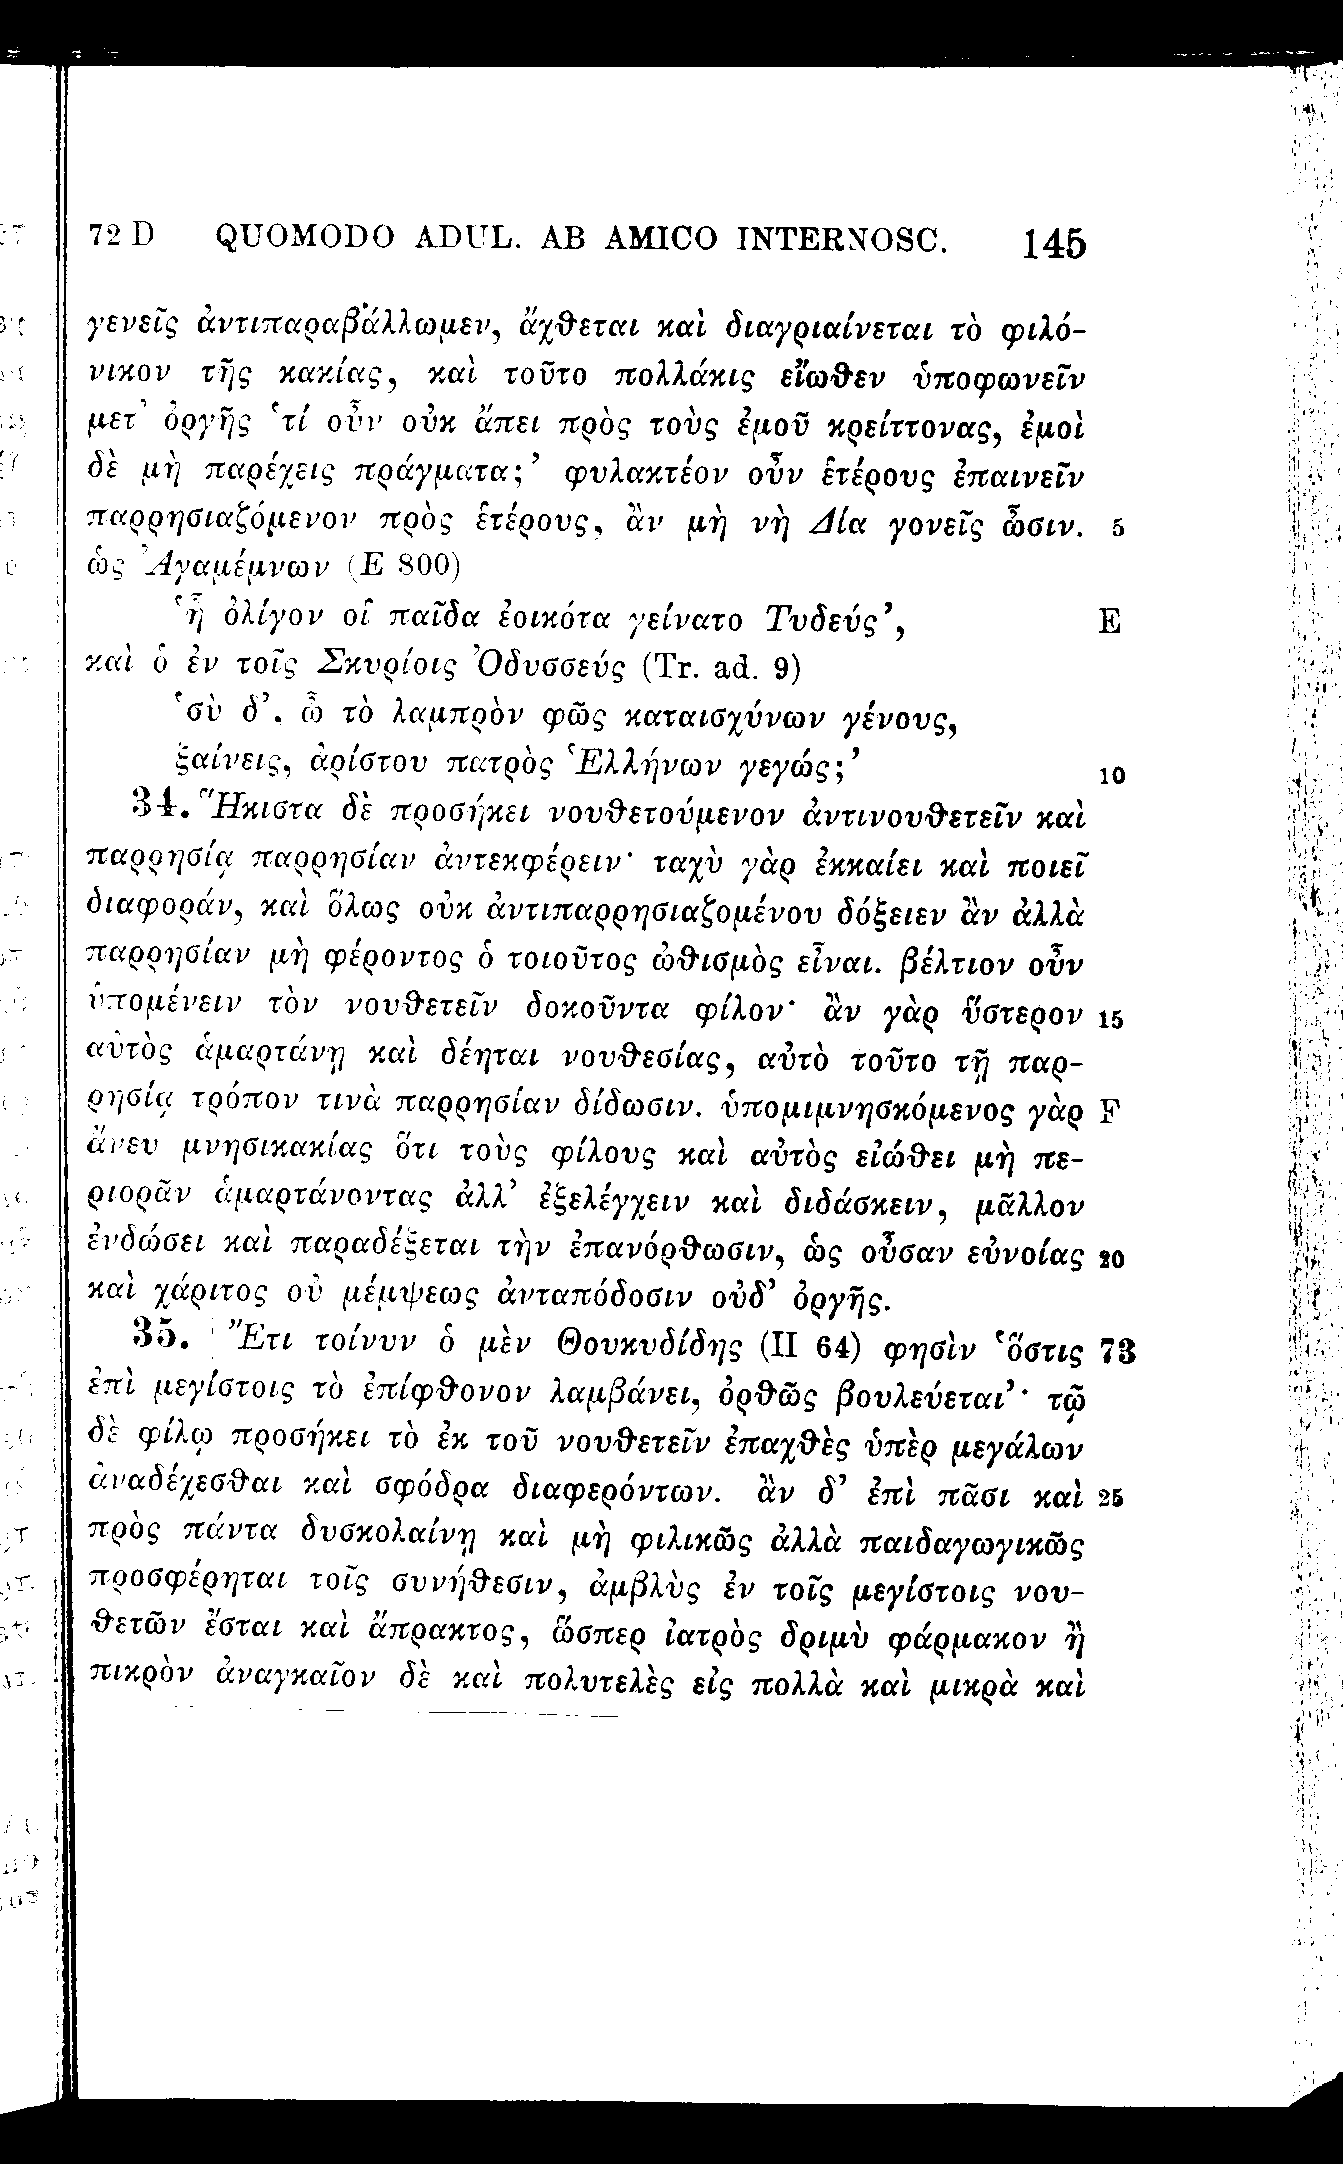 72 D QUOMODO ADUL. AB AMICO INTERNOSC. 145
γενεῖς ἀντιπαραβάλλωμεν, ἄχθεται καὶ διαγριαίνεται τὸ φιλό-
νικον τῆς κακίας, καὶ τοῦτο πολλάκις εἴωθεν ὑποφωνεῖν
μετ’ ὀργῆς ‘τί οὖν οὐκ ἄπει πρὸς τοὺς ἐμοῦ κρείττονας, ἐμοὶ
δὲ μὴ παρέχεις πράγματα;’ φυλακτέον οὖν ἑτέρους ἐπαινεῖν
παρρησιαζόμενον πρὸς ἑτέρους, ἂν μὴ νὴ Δία γονεῖς ὦσιν. 5
ὡς Ἀγαμέμνων (E 800)
‘ἦ ὀλίγον οἷ παῖδα ἐοικότα γείνατο Τυδεύς’, E
καὶ ὁ ἐν τοῖς Σκυρίοις Ὀδυσσεύς (Tr. ad. 9)
‘σὺ δ’, ὦ τὸ λαμπρὸν φῶς καταισχύνων γένους,
ξαίνεις, ἀρίστου πατρὸς Ἑλλήνων γεγώς;’ 10
34. Ἥκιστα δὲ προσήκει νουθετούμενον ἀντινουθετεῖν καὶ
παρρησίᾳ παρρησίαν ἀντεκφέρειν· ταχὺ γὰρ ἐκκαίει καὶ ποιεῖ
διαφοράν, καὶ ὅλως οὐκ ἀντιπαρρησιαζομένου δόξειεν ἂν ἀλλὰ
παρρησίαν μὴ φέροντος ὁ τοιοῦτος ὠθισμὸς εἶναι. βέλτιον οὖν
ὑπομένειν τὸν νουθετεῖν δοκοῦντα φίλον· ἂν γὰρ ὕστερον 15
αὐτὸς ἁμαρτάνῃ καὶ δέηται νουθεσίας, αὐτὸ τοῦτο τῇ παρ-
ρησίᾳ τρόπον τινὰ παρρησίαν δίδωσιν. ὑπομιμνησκόμενος γὰρ F
ἄνευ μνησικακίας ὅτι τοὺς φίλους καὶ αὐτὸς εἰώθει μὴ πε-
ριορᾶν ἁμαρτάνοντας ἀλλ’ ἐξελέγχειν καὶ διδάσκειν, μᾶλλον
ἐνδώσει καὶ παραδέξεται τὴν ἐπανόρθωσιν, ὡς οὖσαν εὐνοίας 20
καὶ χάριτος οὐ μέμψεως ἀνταπόδοσιν οὐδ’ ὀργῆς.
35. Ἔτι τοίνυν ὁ μὲν Θουκυδίδης (II 64) φησὶν ‘ὅστις 73
ἐπὶ μεγίστοις τὸ ἐπίφθονον λαμβάνει, ὀρθῶς βουλεύεται’· τῷ
δὲ φίλῳ προσήκει τὸ ἐκ τοῦ νουθετεῖν ἐπαχθὲς ὑπὲρ μεγάλων
ἀναδέχεσθαι καὶ σφόδρα διαφερόντων. ἂν δ’ ἐπὶ πᾶσι καὶ 25
πρὸς πάντα δυσκολαίνῃ καὶ μὴ φιλικῶς ἀλλὰ παιδαγωγικῶς
προσφέρηται τοῖς συνήθεσιν, ἀμβλὺς ἐν τοῖς μεγίστοις νου-
θετῶν ἔσται καὶ ἄπρακτος, ὥσπερ ἰατρὸς δριμὺ φάρμακον ἢ
πικρὸν ἀναγκαῖον δὲ καὶ πολυτελὲς εἰς πολλὰ καὶ μικρὰ καὶ